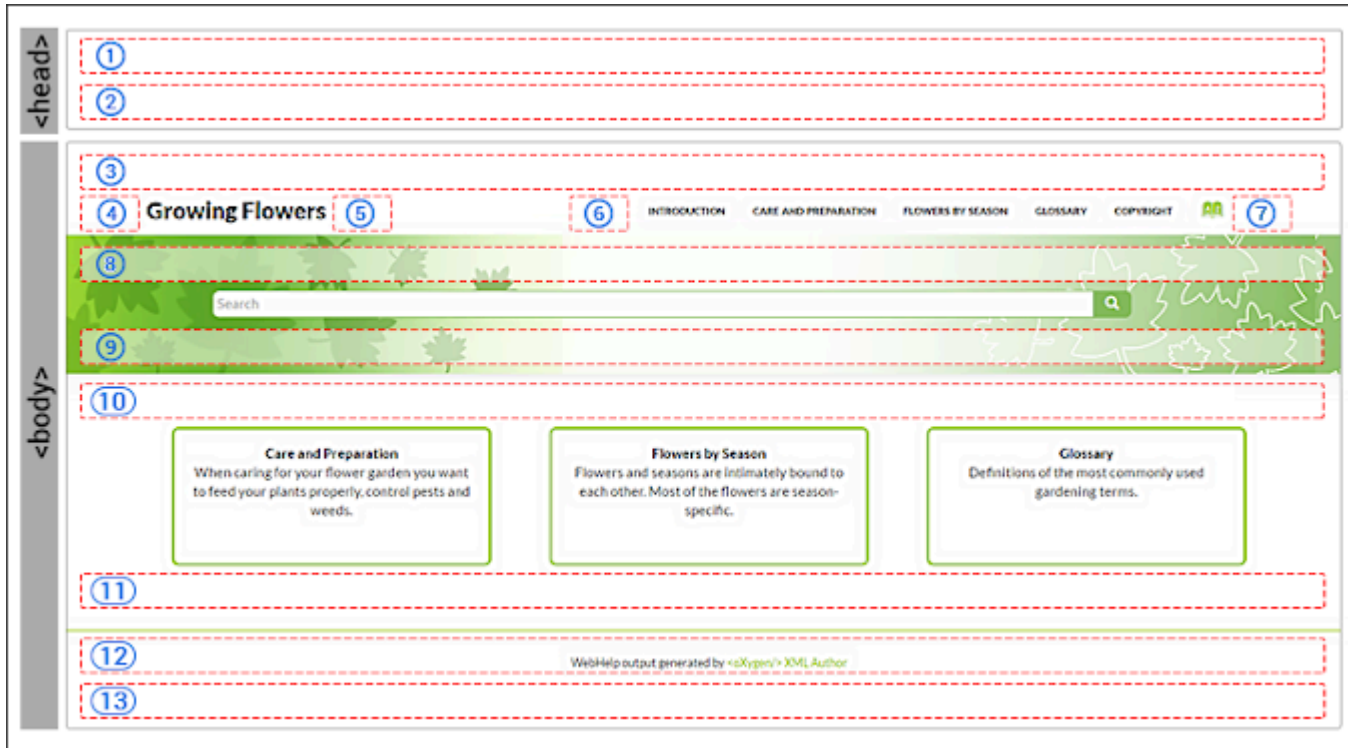 <head>
1
2
<body>
3
4 Growing Flowers 5 6 INTRODUCTION CARE AND PREPARATION FLOWERS BY SEASON GLOSSARY COPYRIGHT 7
8
Search
9
10
Care and Preparation
When caring for your flower garden you want
to feed your plants properly, control pests and
weeds.
Flowers by Season
Flowers and seasons are intimately bound to
each other. Most of the flowers are season-
specific.
Glossary
Definitions of the most commonly used
gardening terms.
11
12
WebHelp output generated by <oXygen/> XML Author
13